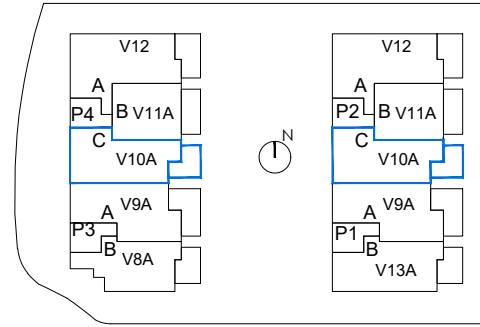 V12 V12
A A
P4 B V11A P2 B V11A
C C
N
V10A V10A
A V9A A V9A
P3 P1
B V8A B V13A